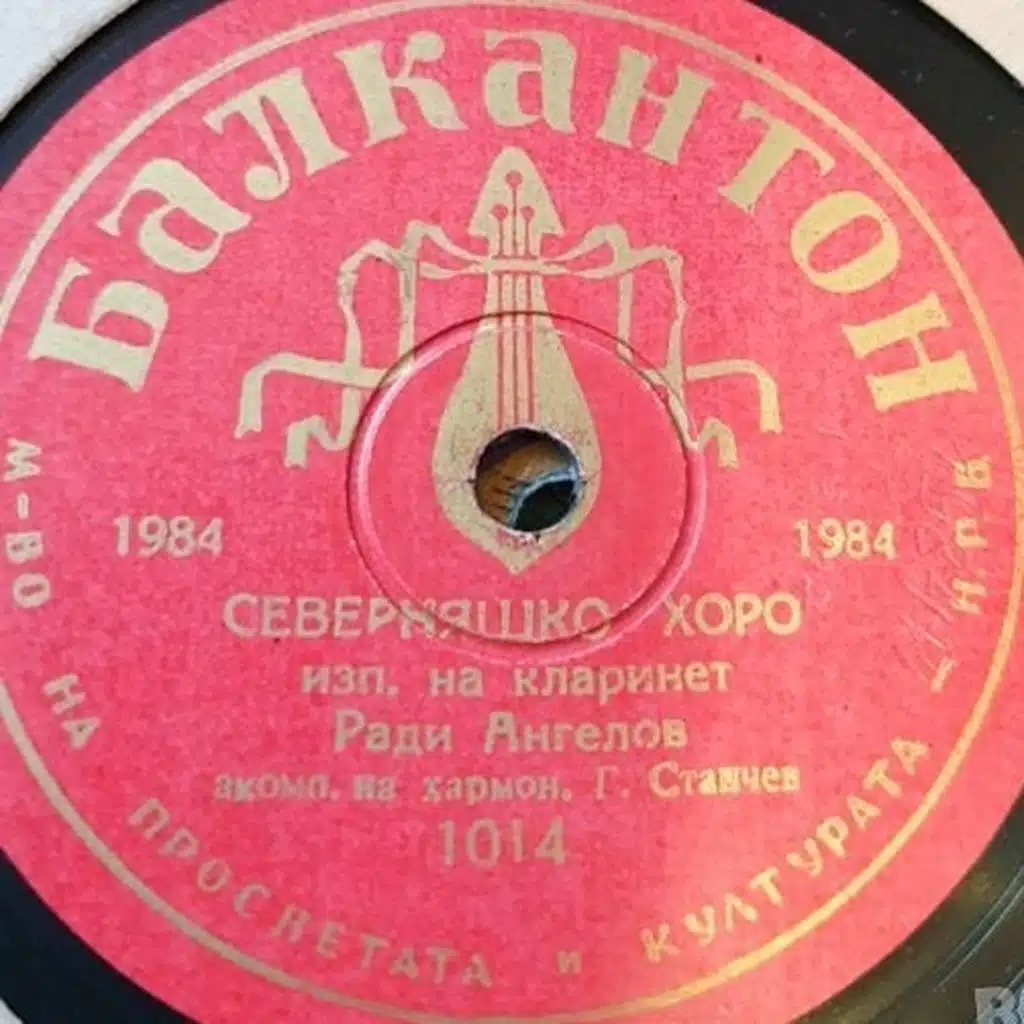 Балкантон
1984 1984
СЕВЕРНЯШКО ХОРО
изп. на кларинет
Ради Ангелов
акомп. на хармон. Г. Станчев
1014
М-ВО НА ПРОСВЕТАТА и КУЛТУРАТА – Н.Р.Б